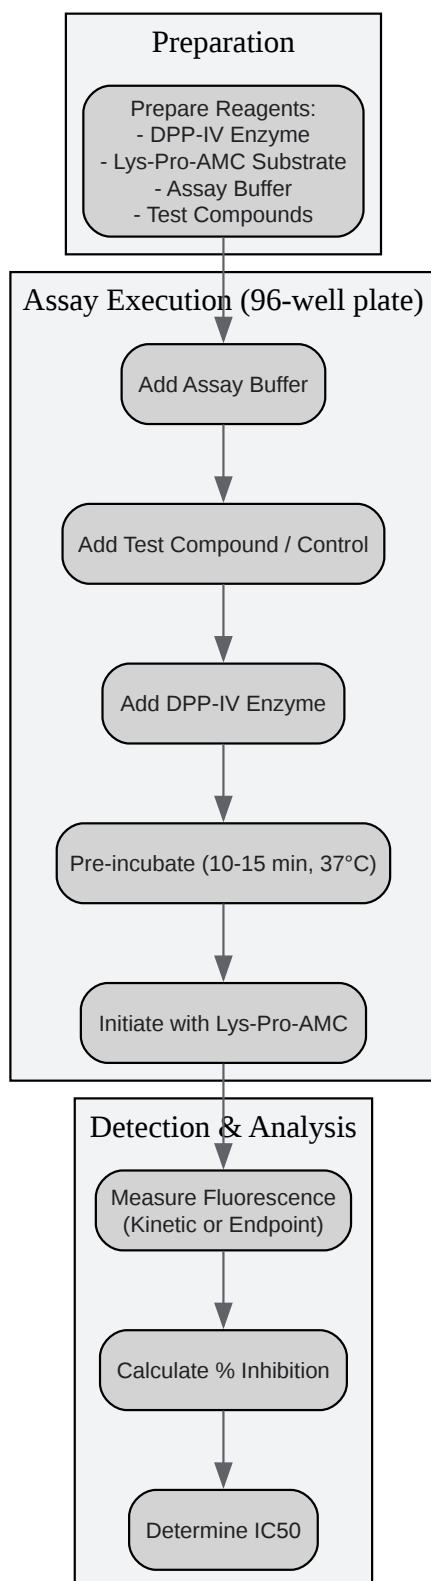 Preparation
Prepare Reagents:
- DPP-IV Enzyme
- Lys-Pro-AMC Substrate
- Assay Buffer
- Test Compounds
Assay Execution (96-well plate)
Add Assay Buffer
Add Test Compound / Control
Add DPP-IV Enzyme
Pre-incubate (10-15 min, 37°C)
Initiate with Lys-Pro-AMC
Detection & Analysis
Measure Fluorescence
(Kinetic or Endpoint)
Calculate % Inhibition
Determine IC50